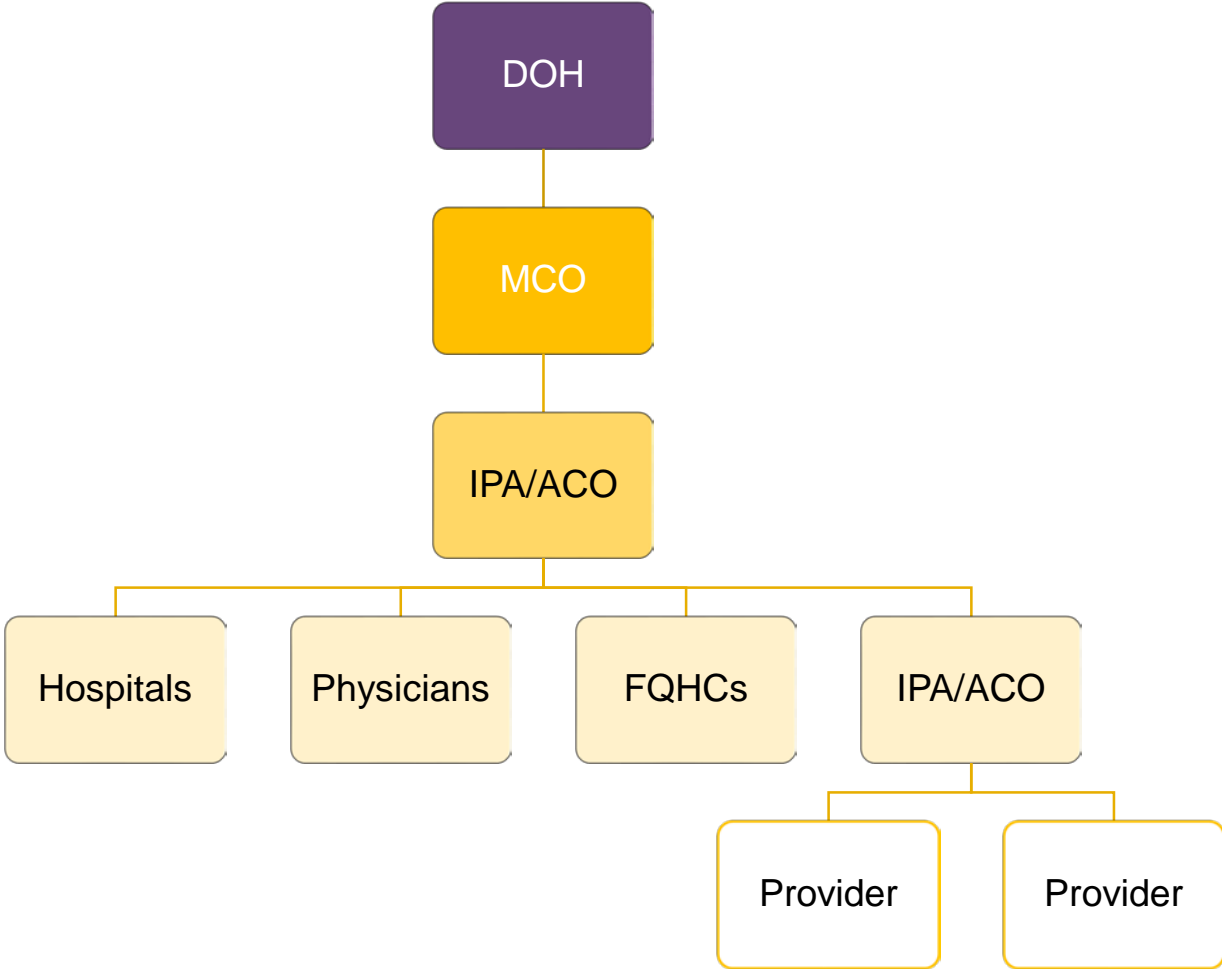 DOH
MCO
IPA/ACO
Hospitals
Physicians
FQHCs
IPA/ACO
Provider
Provider